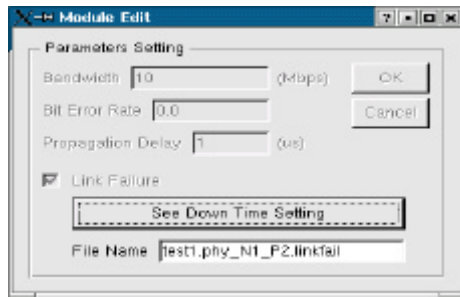 Module Edit
Parameters Setting
Bandwidth 10 (Mbps) OK
Bit Error Rate 0.0 Cancel
Propagation Delay 1 (us)
Link Failure
See Down Time Setting
File Name test1.phy_N1_P2.linkfail